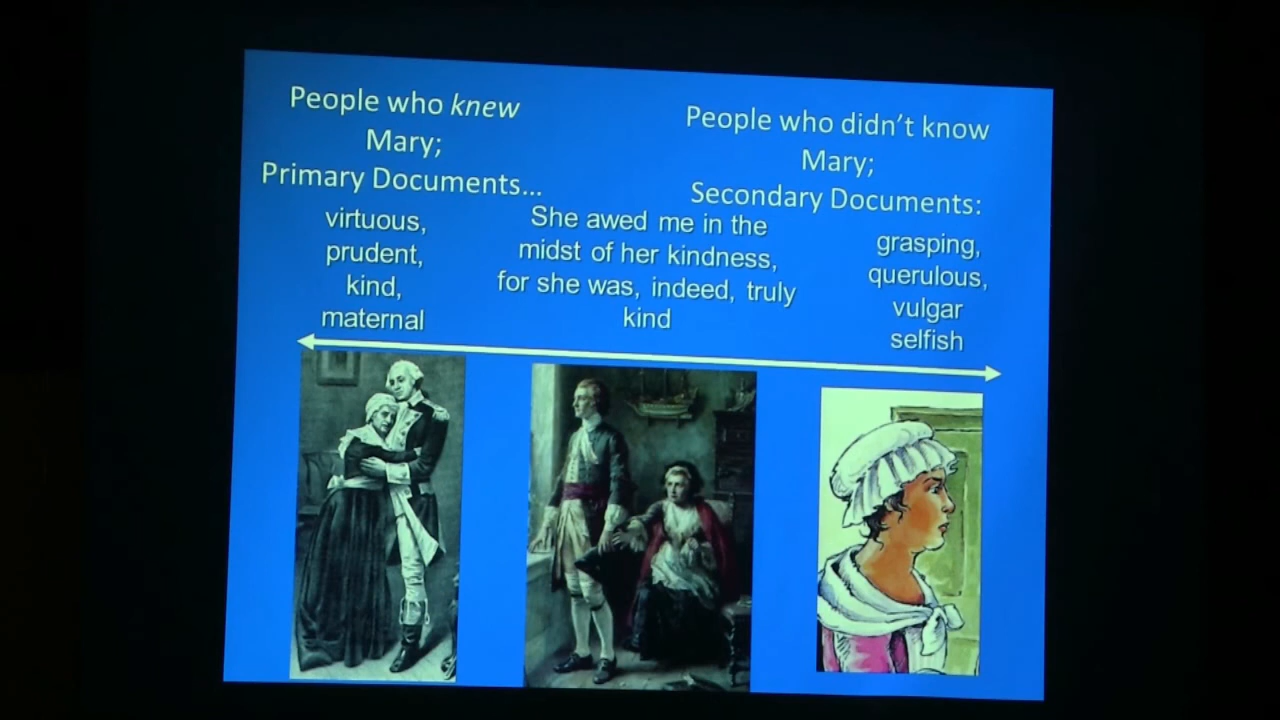 People who knew
Mary;
Primary Documents...
People who didn't know
Mary;
Secondary Documents:
virtuous,
prudent,
kind,
maternal
She awed me in the
midst of her kindness,
for she was, indeed, truly
kind
grasping,
querulous,
vulgar
selfish